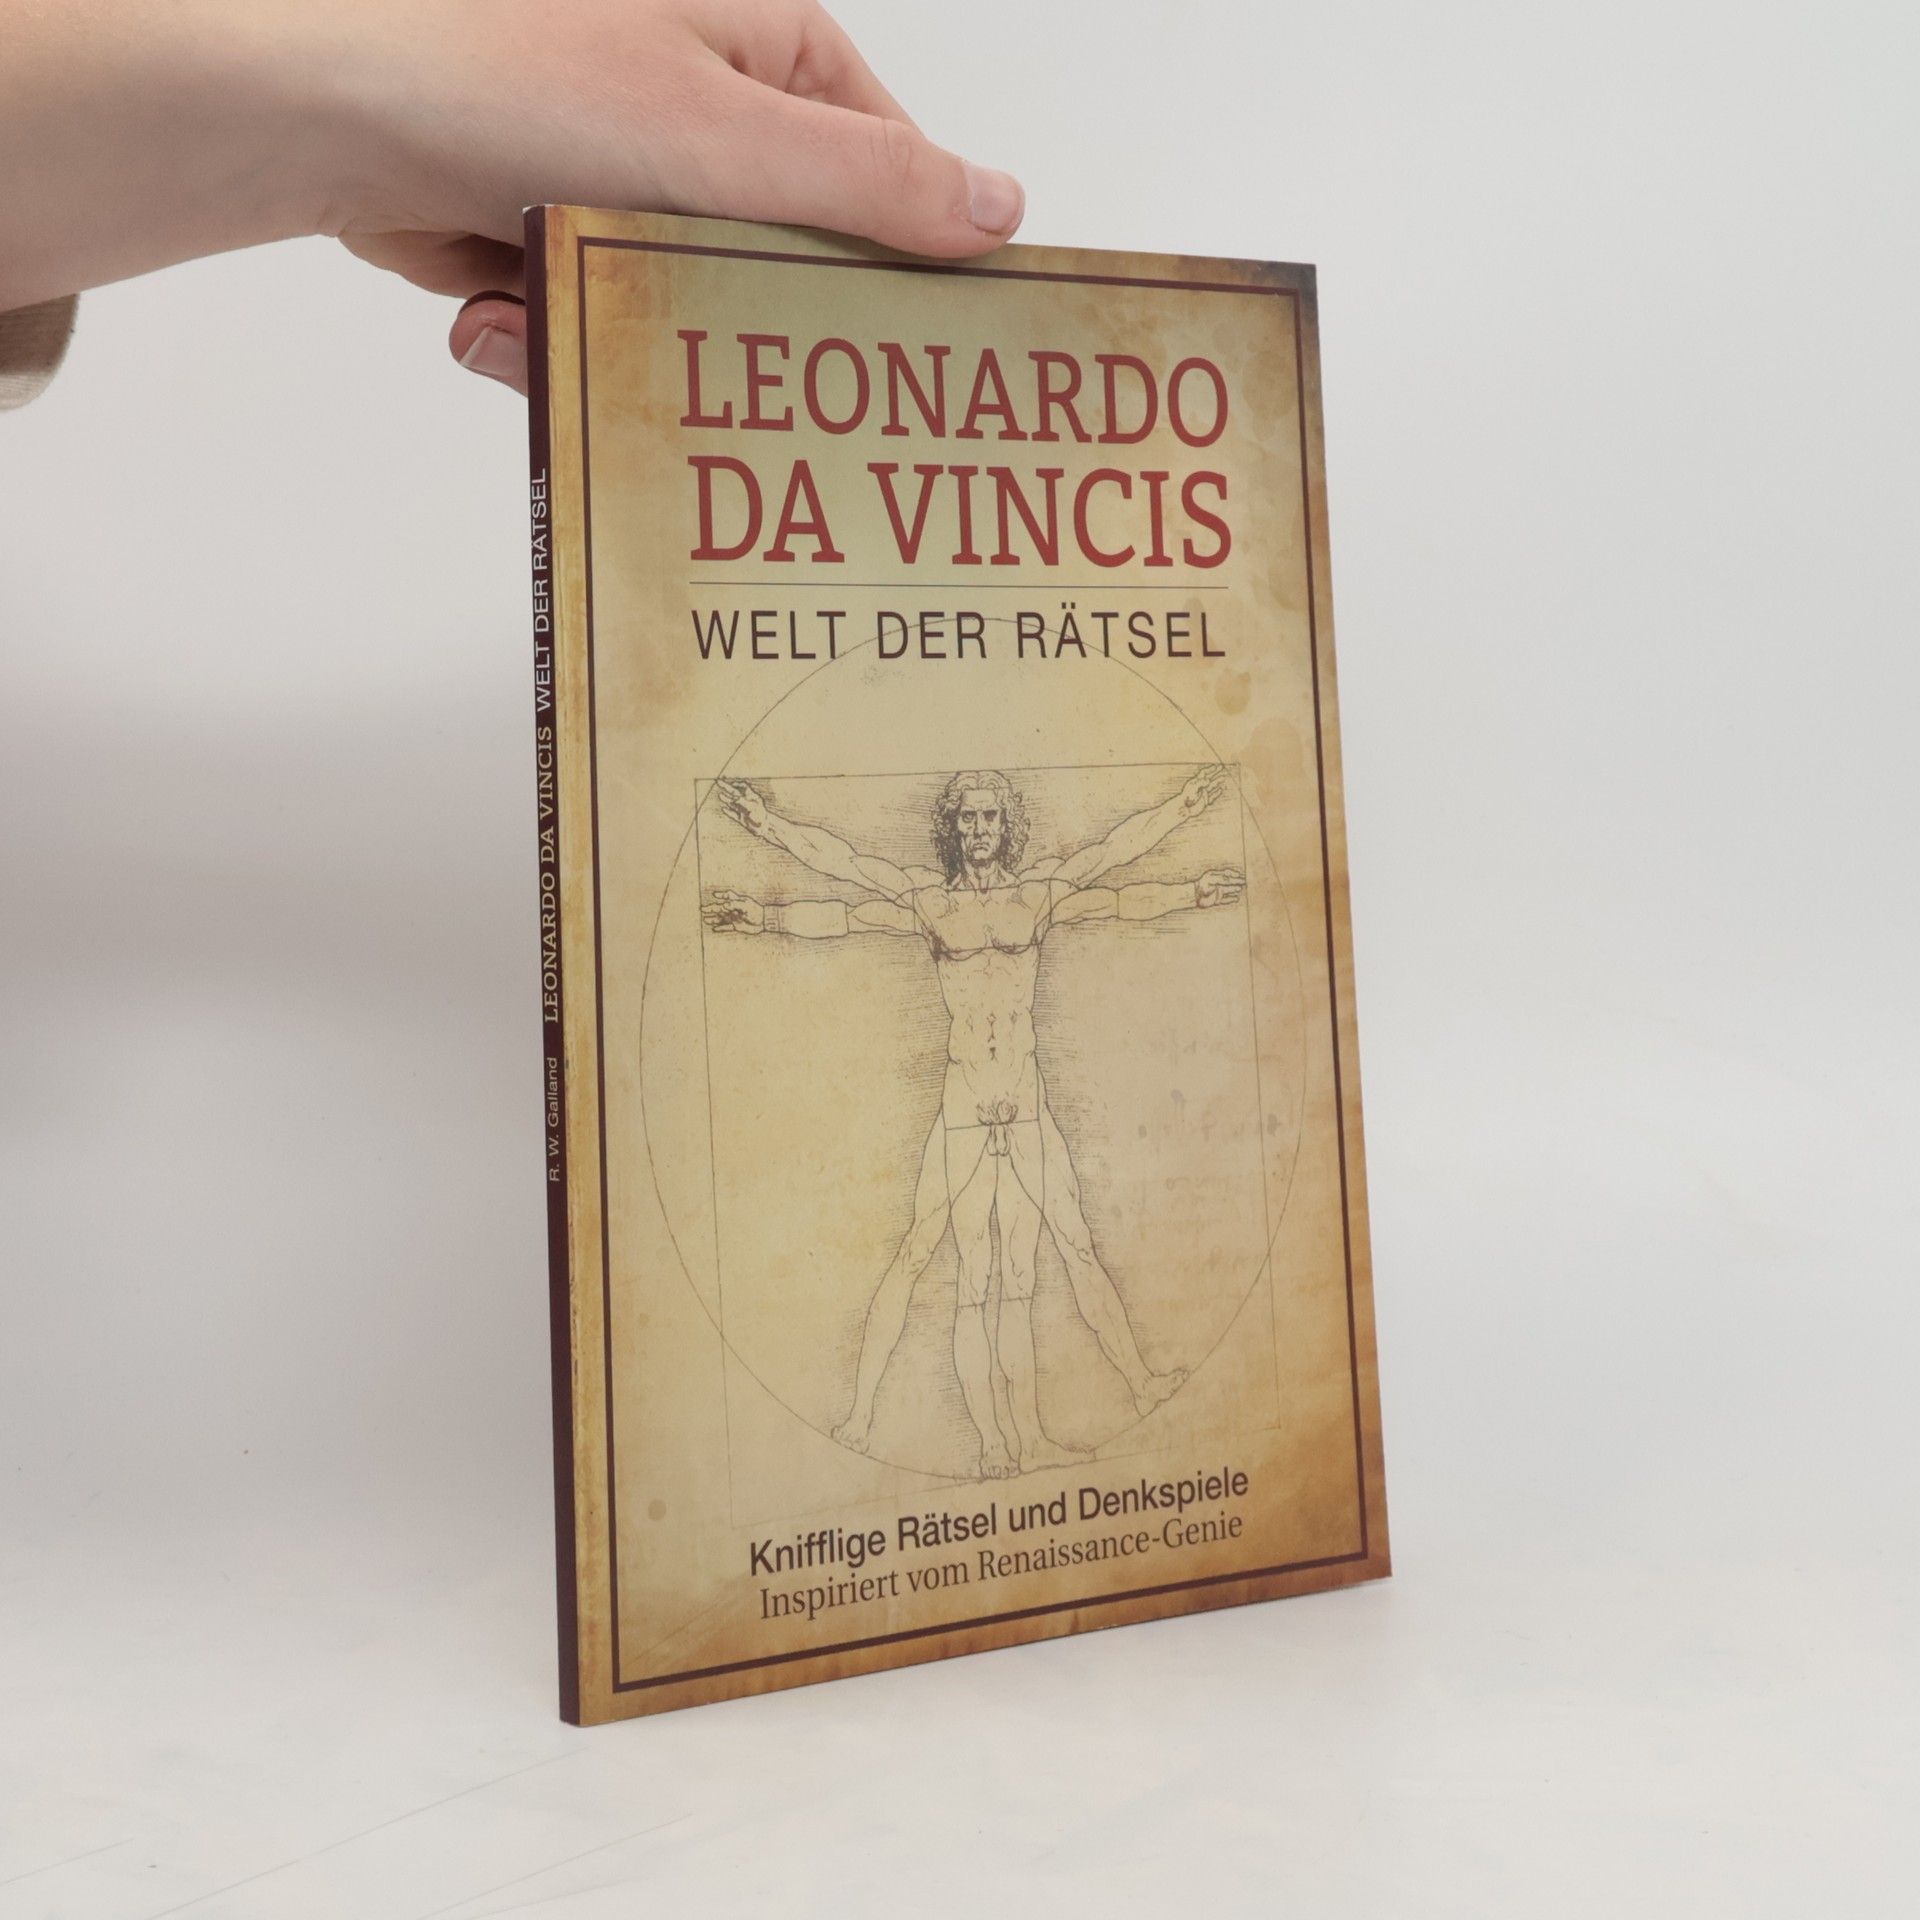 LEONARDO
DA VINCIS
WELT DER RÄTSEL
Knifflige Rätsel und Denkspiele
Inspiriert vom Renaissance-Genie
R. W. Galland LEONARDO DA VINCIS WELT DER RÄTSEL